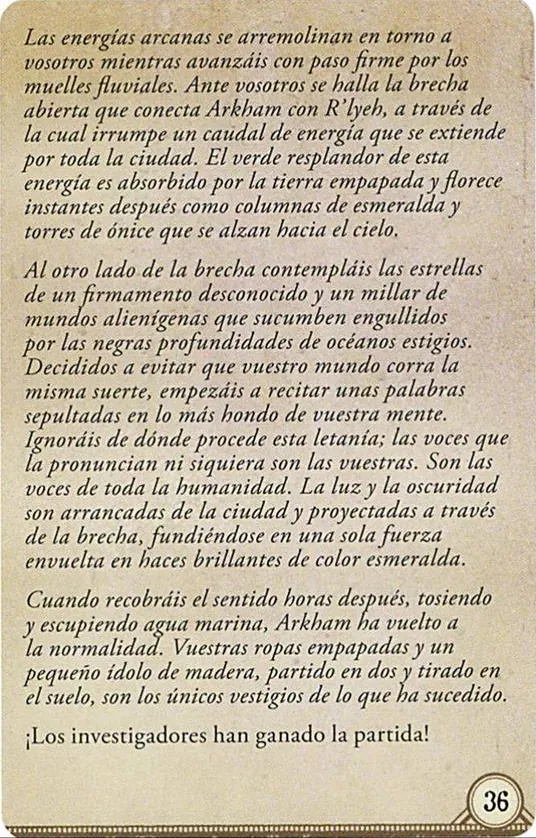 Las energías arcanas se arremolinan en torno a
vosotros mientras avanzáis con paso firme por los
muelles fluviales. Ante vosotros se halla la brecha
abierta que conecta Arkham con R'lyeh, a través de
la cual irrumpe un caudal de energía que se extiende
por toda la ciudad. El verde resplandor de esta
energía es absorbido por la tierra empapada y florece
instantes después como columnas de esmeralda y
torres de ónice que se alzan hacia el cielo.
Al otro lado de la brecha contempláis las estrellas
de un firmamento desconocido y un millar de
mundos alienígenas que sucumben engullidos
por las negras profundidades de océanos estigios.
Decididos a evitar que vuestro mundo corra la
misma suerte, empezáis a recitar unas palabras
sepultadas en lo más hondo de vuestra mente.
Ignoráis de dónde procede esta letanía; las voces que
la pronuncian ni siquiera son las vuestras. Son las
voces de toda la humanidad. La luz y la oscuridad
son arrancadas de la ciudad y proyectadas a través
de la brecha, fundiéndose en una sola fuerza
envuelta en haces brillantes de color esmeralda.
Cuando recobráis el sentido horas después, tosiendo
y escupiendo agua marina, Arkham ha vuelto a
la normalidad. Vuestras ropas empapadas y un
pequeño ídolo de madera, partido en dos y tirado en
el suelo, son los únicos vestigios de lo que ha sucedido.
¡Los investigadores han ganado la partida!
36